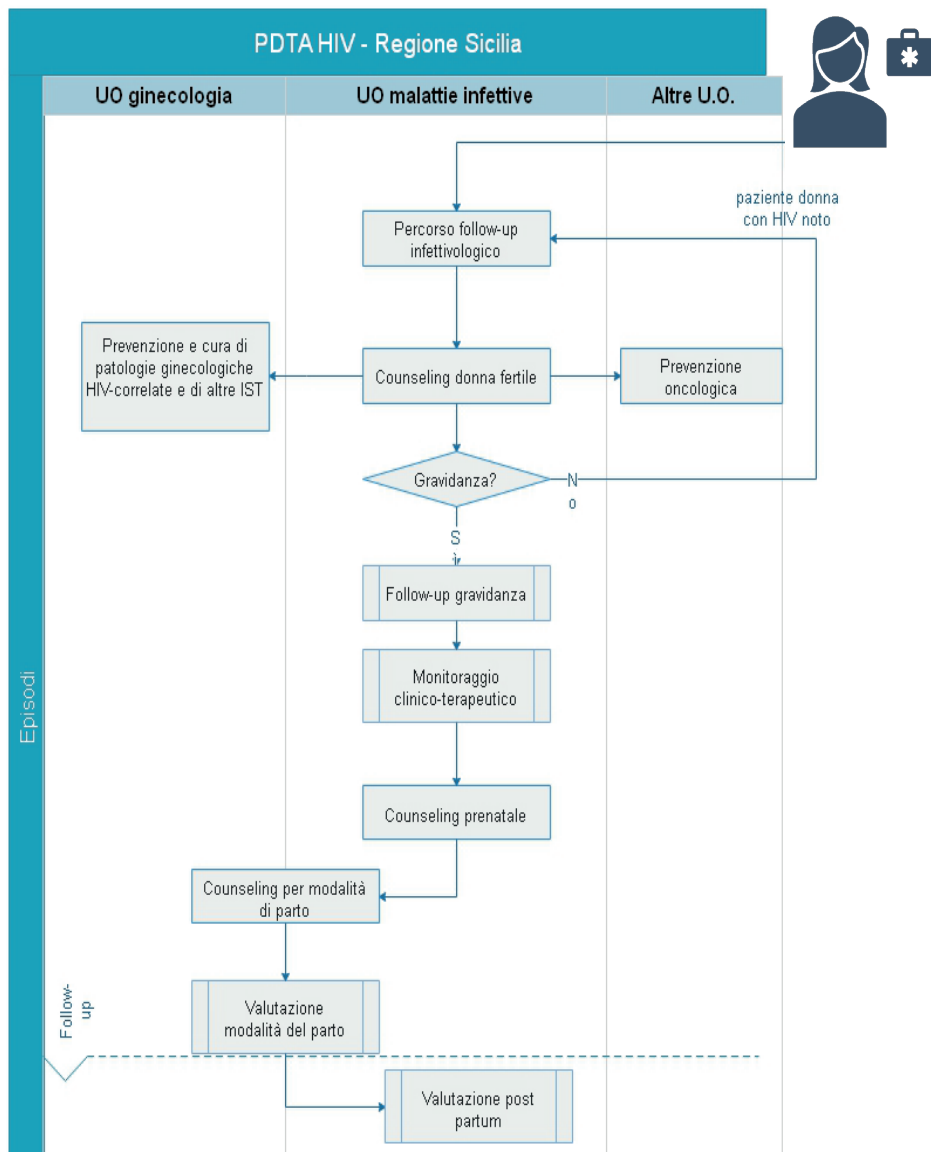 PDTA HIV - Regione Sicilia
UO ginecologia
UO malattie infettive
Altre U.O.
paziente donna
con HIV noto
Percorso follow-up
infettivologico
Prevenzione e cura di
patologie ginecologiche
HIV-correlate e di altre IST
Counseling donna fertile
Prevenzione
oncologica
Gravidanza?
N
o
S
ì
Follow-up gravidanza
Monitoraggio
clinico-terapeutico
Episodi
Counseling prenatale
Counseling per modalità
di parto
Valutazione
modalità del parto
Follow-
up
Valutazione post
partum